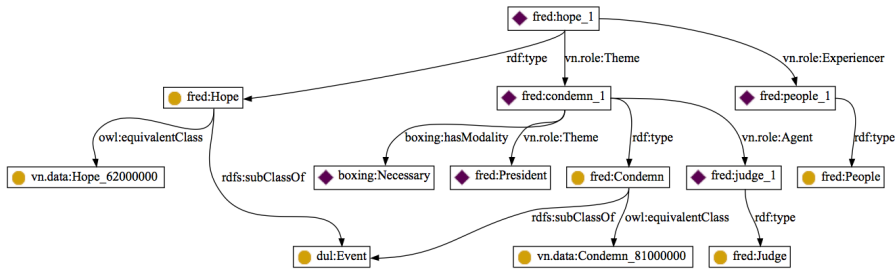 fred:hope_1
rdf:type
vn.role:Theme
vn.role:Experiencer
fred:Hope
fred:condemn_1
fred:people_1
owl:equivalentClass
boxing:hasModality
vn.role:Theme
rdf:type
vn.role:Agent
rdf:type
vn.data:Hope_62000000
rdfs:subClassOf
boxing:Necessary
fred:President
fred:Condemn
fred:judge_1
fred:People
rdfs:subClassOf
owl:equivalentClass
rdf:type
dul:Event
vn.data:Condemn_81000000
fred:Judge